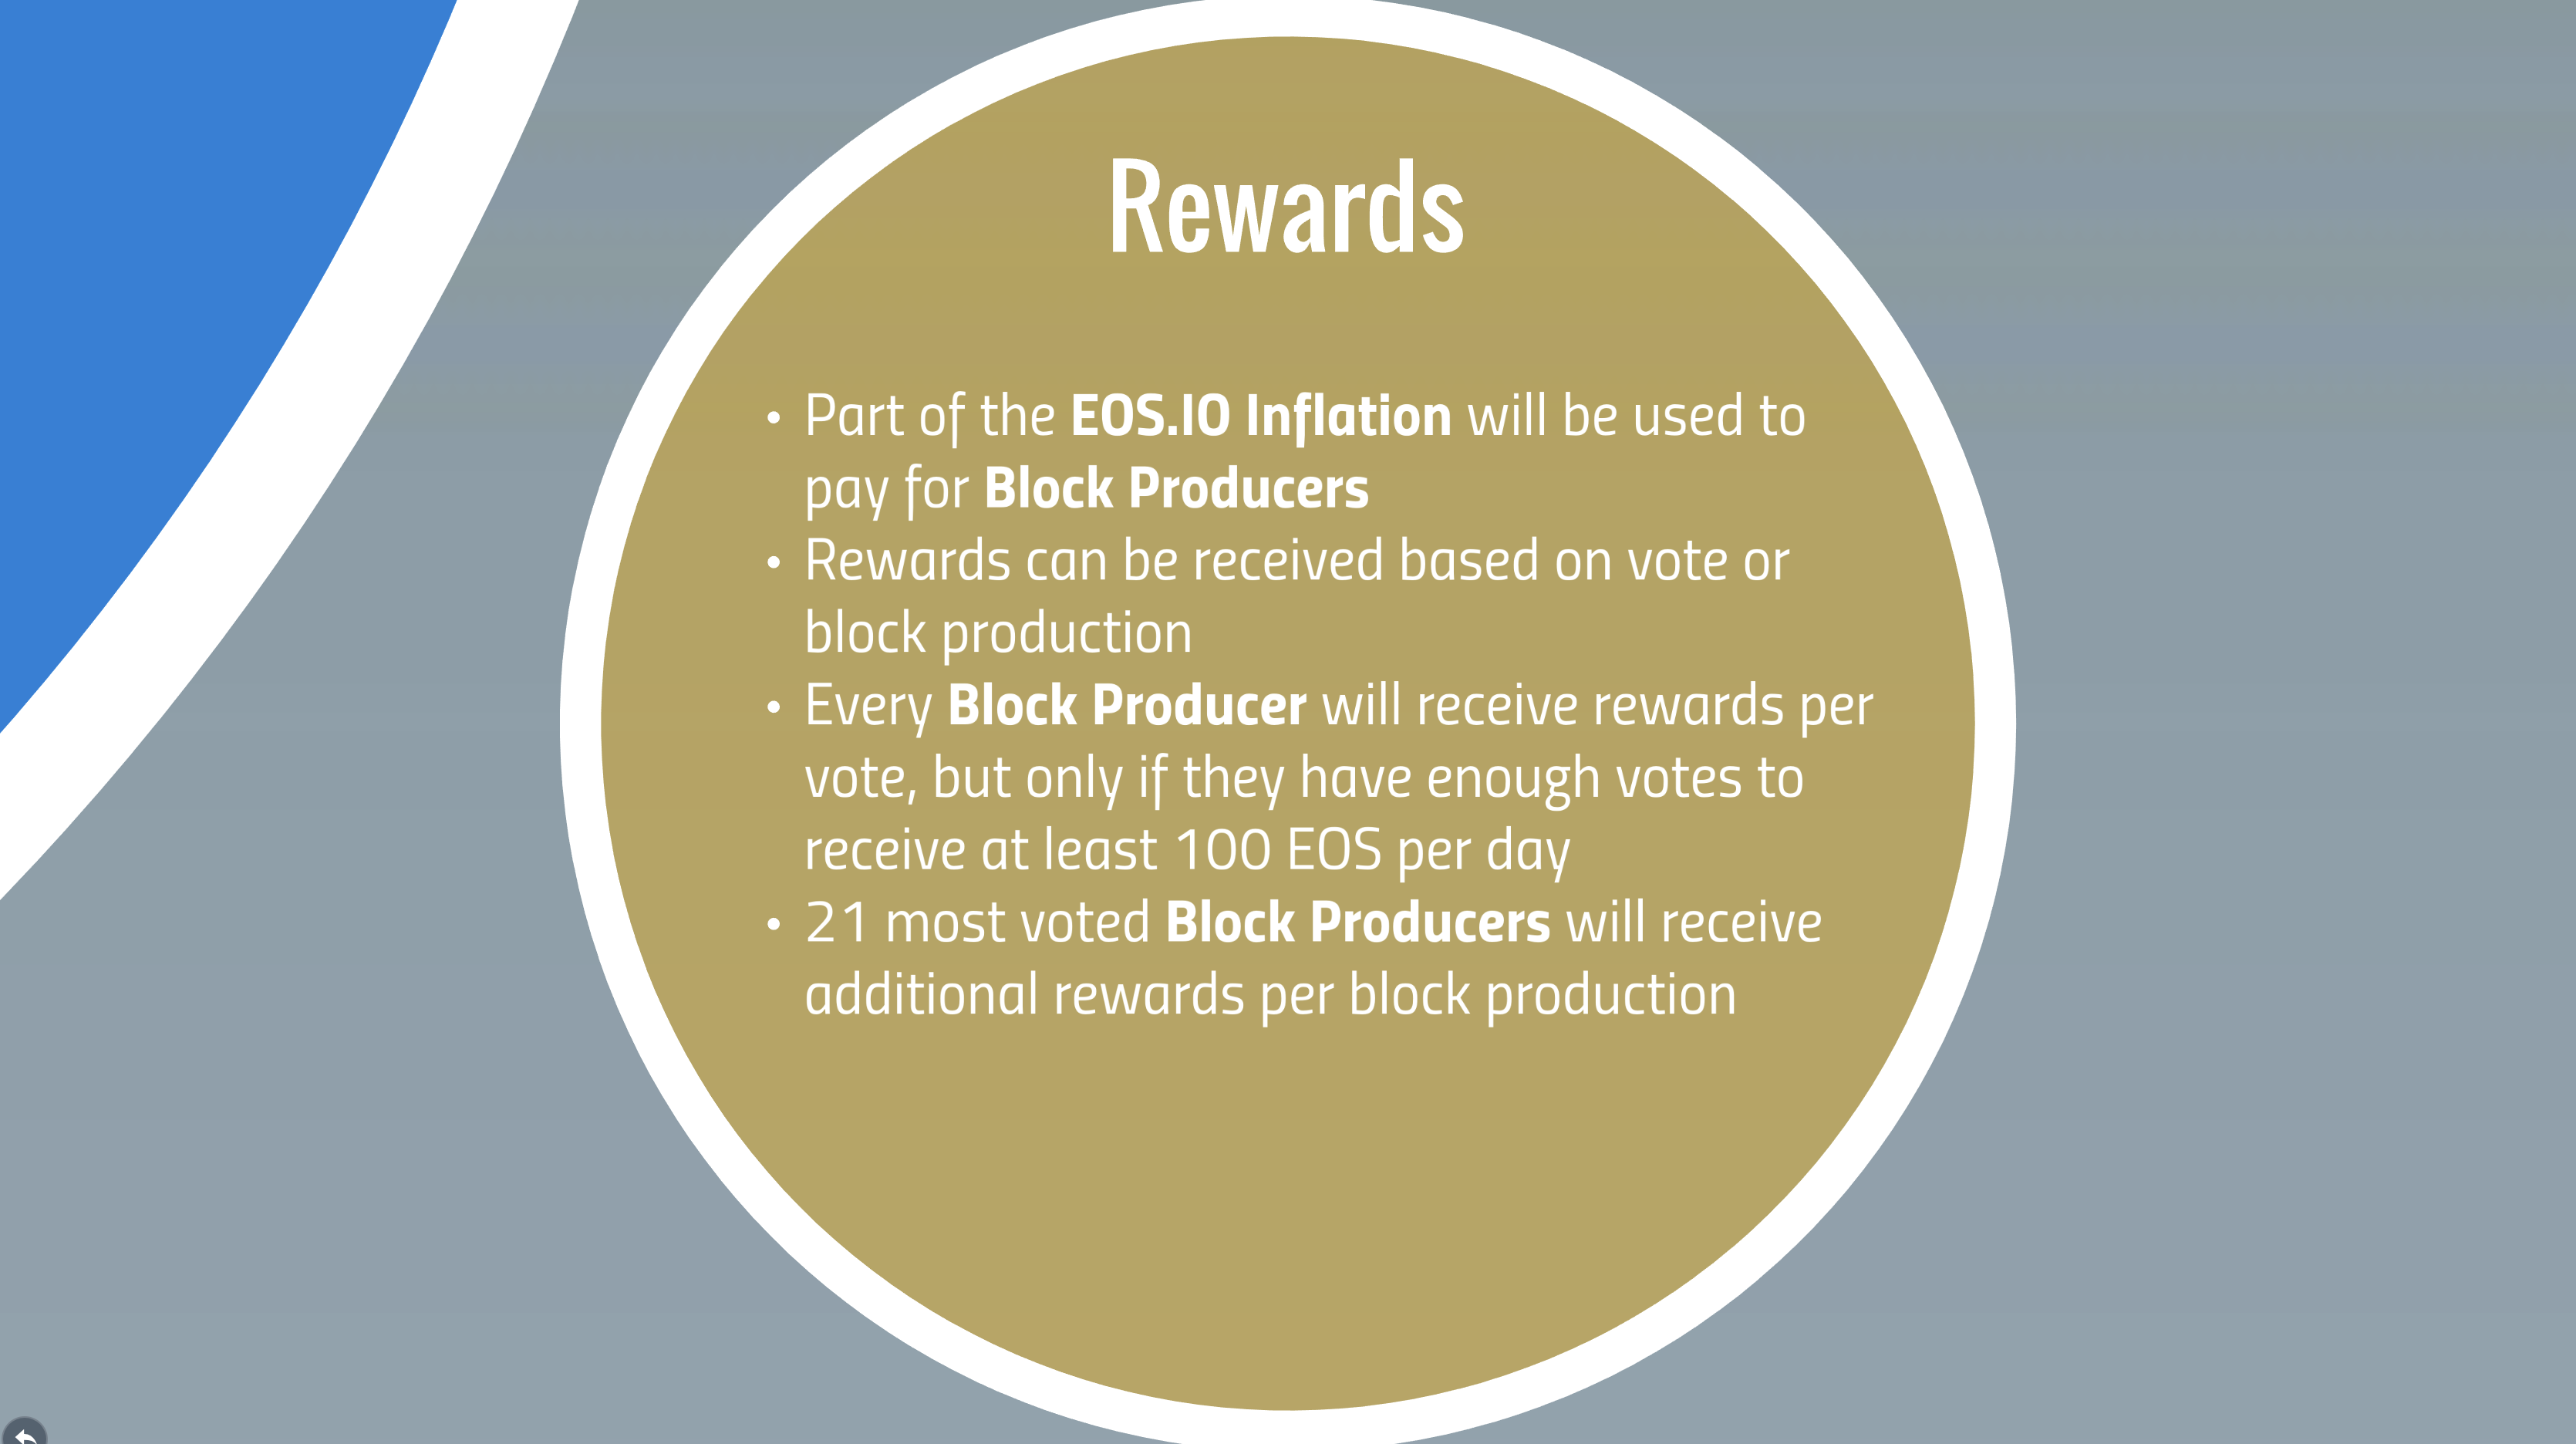 Rewards
• Part of the EOS.IO Inflation will be used to
pay for Block Producers
• Rewards can be received based on vote or
block production
• Every Block Producer will receive rewards per
vote, but only if they have enough votes to
receive at least 100 EOS per day
• 21 most voted Block Producers will receive
additional rewards per block production